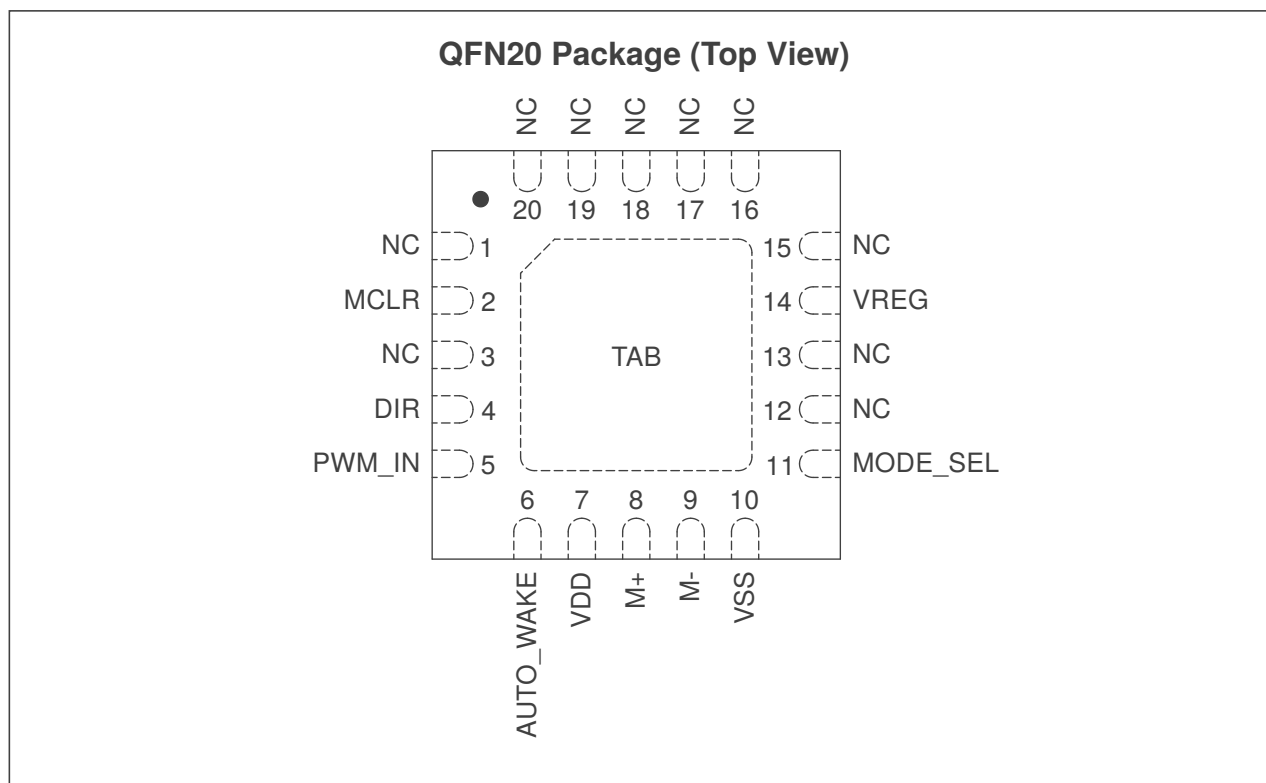 QFN20 Package (Top View)
NC NC NC NC NC
20 19 18 17 16
NC 1 15 NC
MCLR 2 14 VREG
NC 3 TAB 13 NC
DIR 4 12 NC
PWM_IN 5 11 MODE_SEL
6 7 8 9 10
AUTO_WAKE VDD M+ M- VSS